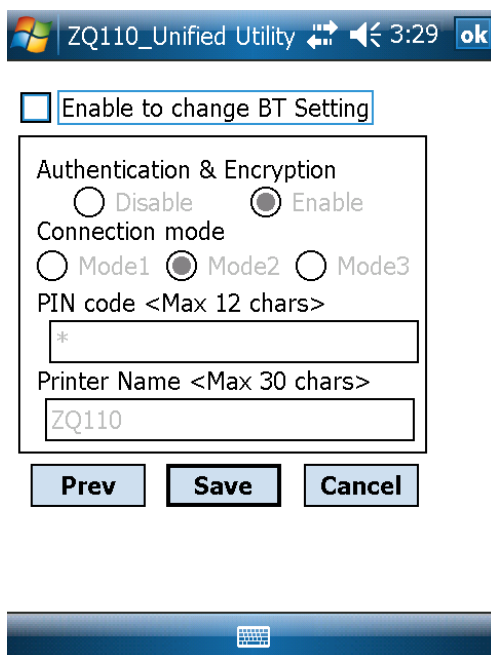 ZQ110_Unified Utility 3:29 ok
Enable to change BT Setting
Authentication & Encryption
Disable Enable
Connection mode
Mode1 Mode2 Mode3
PIN code <Max 12 chars>
*
Printer Name <Max 30 chars>
ZQ110
Prev Save Cancel